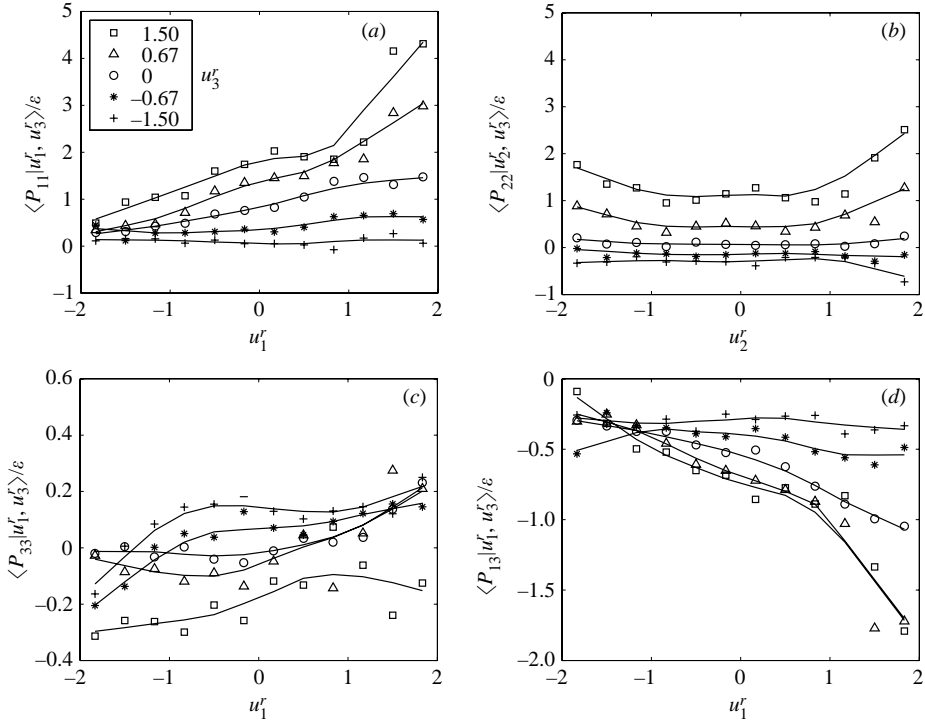 (a)
1.50
0.67
0
–0.67
–1.50
u_3^r
5
4
3
2
1
0
−1
−2 −1 0 1 2
u_1^r
⟨P_11|u_1^r, u_3^r⟩/ε
(b)
5
4
3
2
1
0
−1
−2 −1 0 1 2
u_2^r
⟨P_22|u_2^r, u_3^r⟩/ε
(c)
0.6
0.4
0.2
0
−0.2
−0.4
−2 −1 0 1 2
u_1^r
⟨P_33|u_1^r, u_3^r⟩/ε
(d)
0
−0.5
−1.0
−1.5
−2.0
−2 −1 0 1 2
u_1^r
⟨P_13|u_1^r, u_3^r⟩/ε